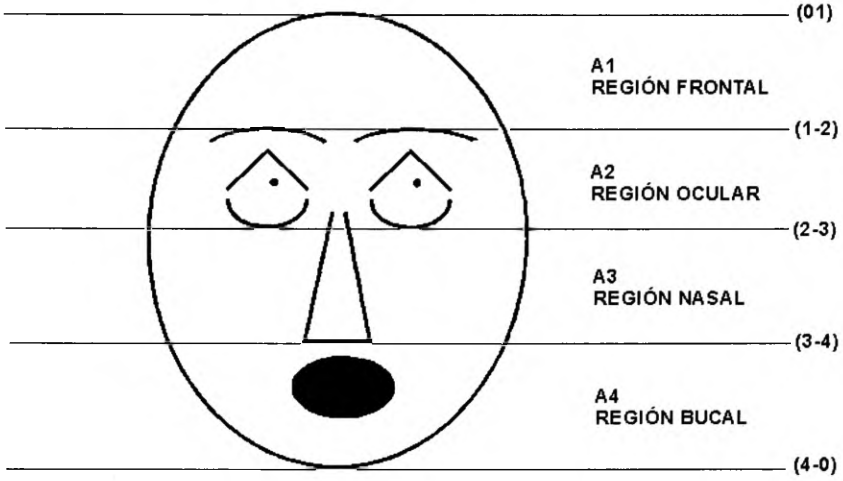 (01)
A1
REGIÓN FRONTAL
(1-2)
A2
REGIÓN OCULAR
(2-3)
A3
REGIÓN NASAL
(3-4)
A4
REGIÓN BUCAL
(4-0)